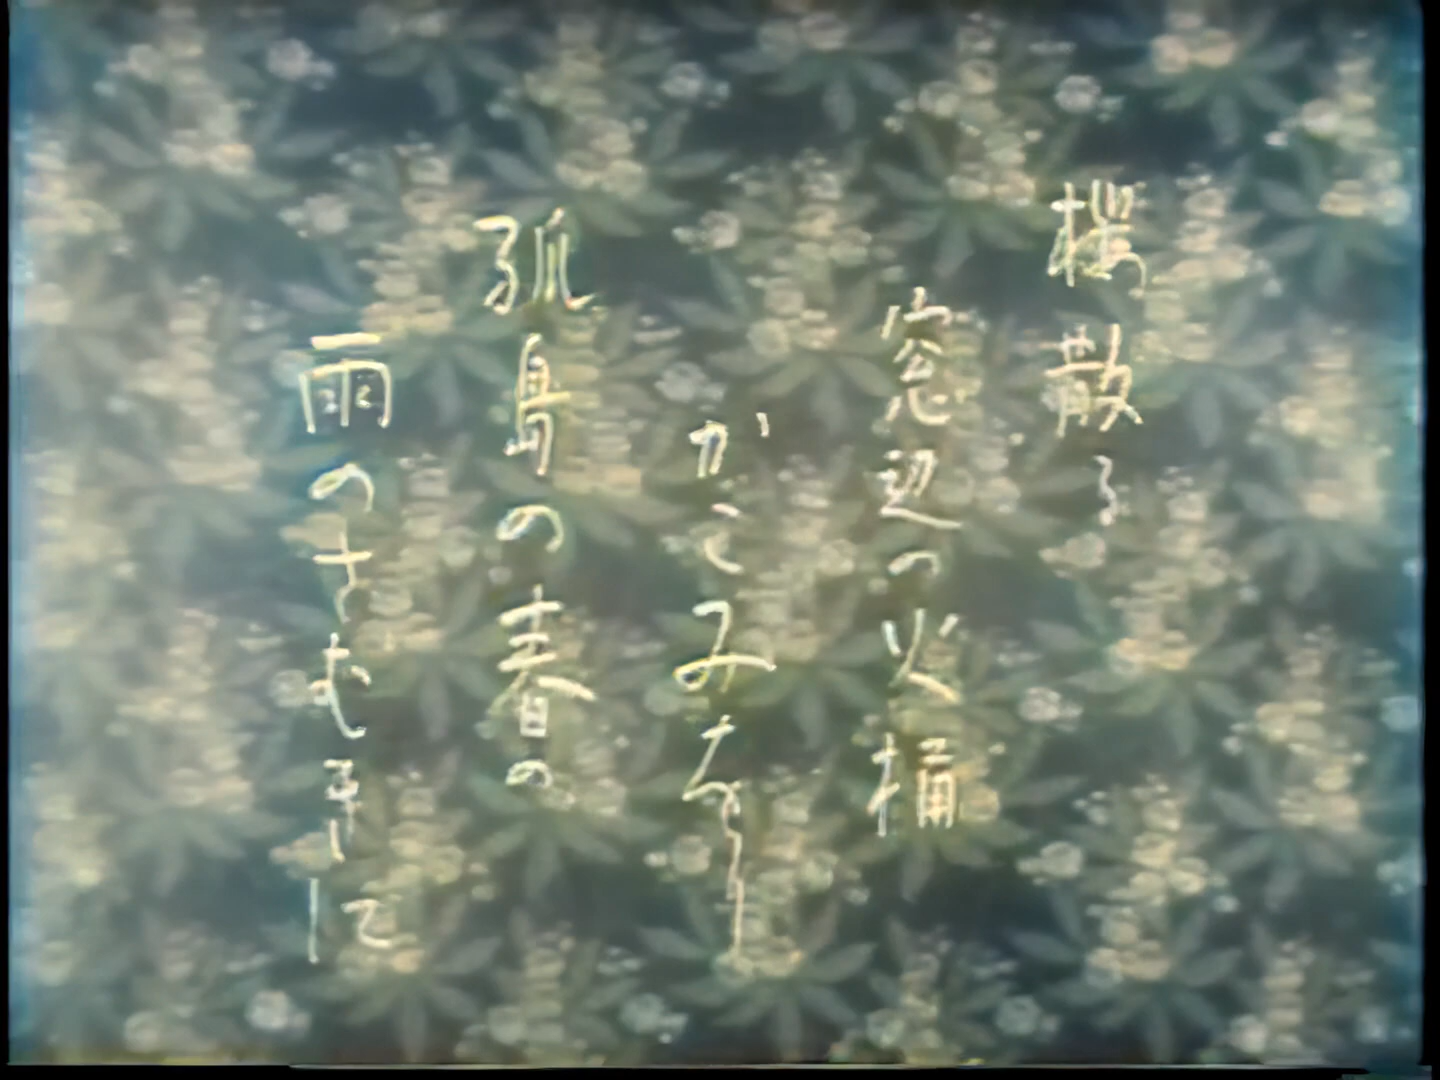 桜散る
窓辺の火桶
かこみをり
孤島の春の
雨のさむきに